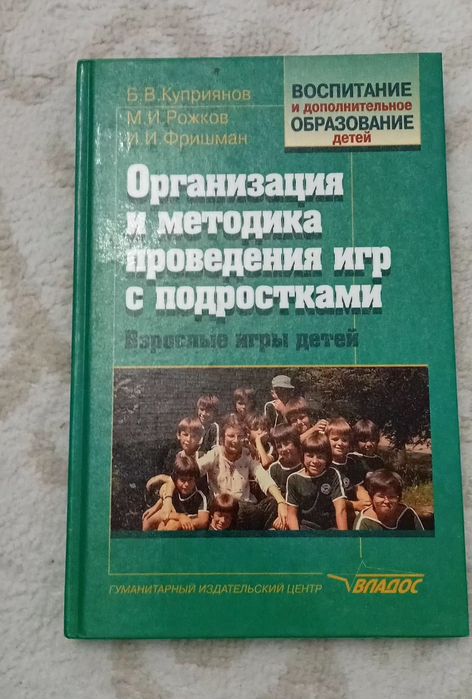 Б.В.Куприянов
М.И.Рожков
И.И.Фришман
ВОСПИТАНИЕ
и дополнительное
ОБРАЗОВАНИЕ
детей
Организация
и методика
проведения игр
с подростками
Взрослые игры детей
ГУМАНИТАРНЫЙ ИЗДАТЕЛЬСКИЙ ЦЕНТР
ВЛАДОС